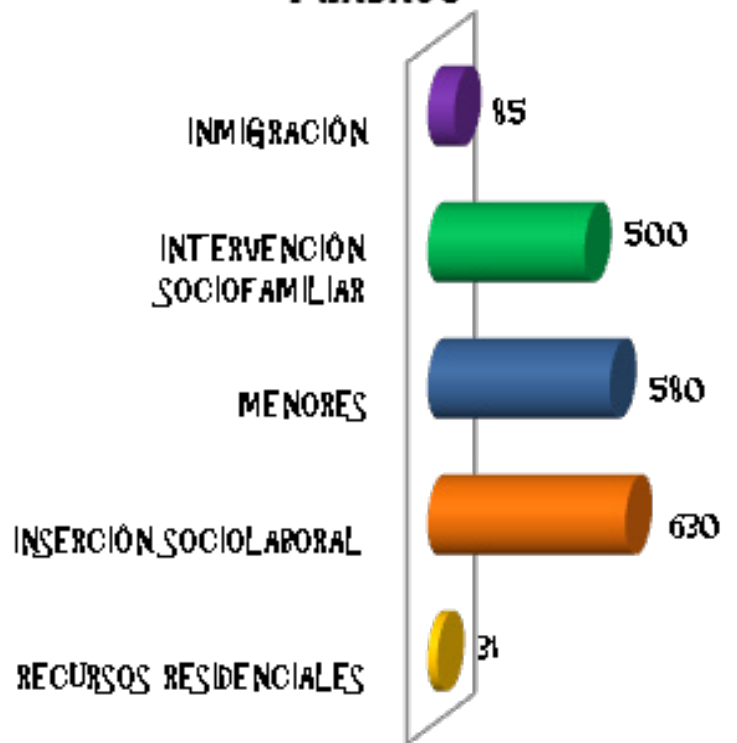 INMIGRACIÓN
85
INTERVENCIÓN
SOCIOFAMILIAR
500
MENORES
580
INSERCIÓN SOCIOLABORAL
630
RECURSOS RESIDENCIALES
31